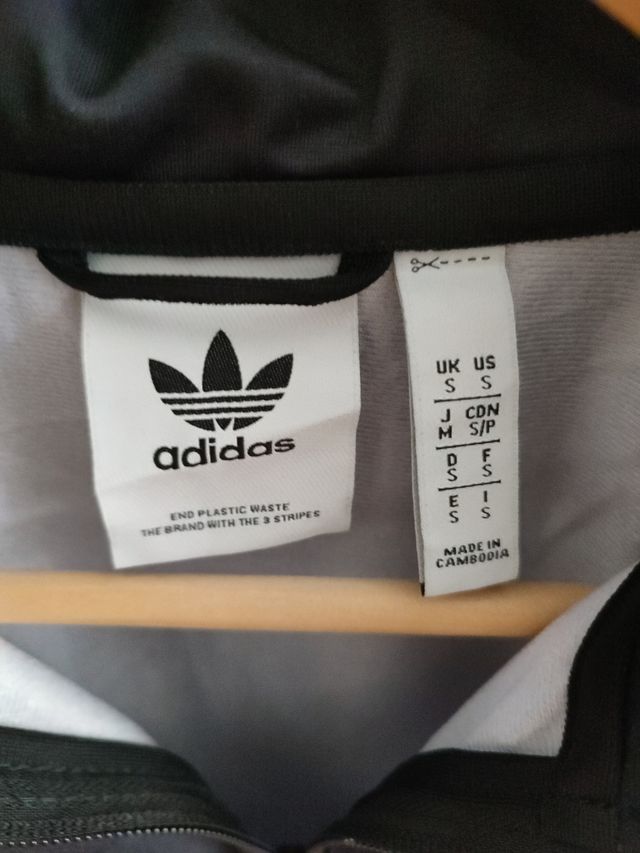 adidas
END PLASTIC WASTE
THE BRAND WITH THE 3 STRIPES
UK US
S S
J CDN
M S/P
D F
S S
E I
S S
MADE IN
CAMBODIA